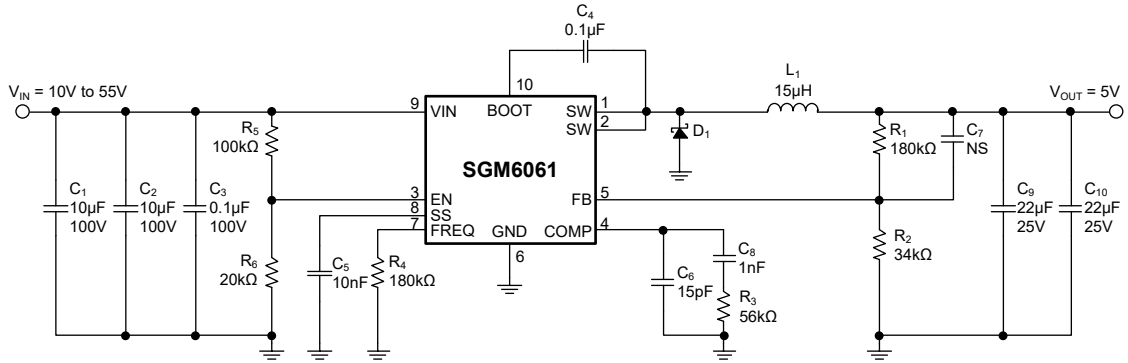 C4
0.1µF
VIN = 10V to 55V
10
L1
15µH
VOUT = 5V
9
VIN
BOOT
SW
1
SW
2
D1
R5
100kΩ
R1
180kΩ
C7
NS
SGM6061
C1
10µF
100V
C2
10µF
100V
C3
0.1µF
100V
3
EN
8
SS
7
FREQ
FB
5
COMP
4
GND
6
C9
22µF
25V
C10
22µF
25V
R6
20kΩ
C5
10nF
R4
180kΩ
C6
15pF
C8
1nF
R3
56kΩ
R2
34kΩ